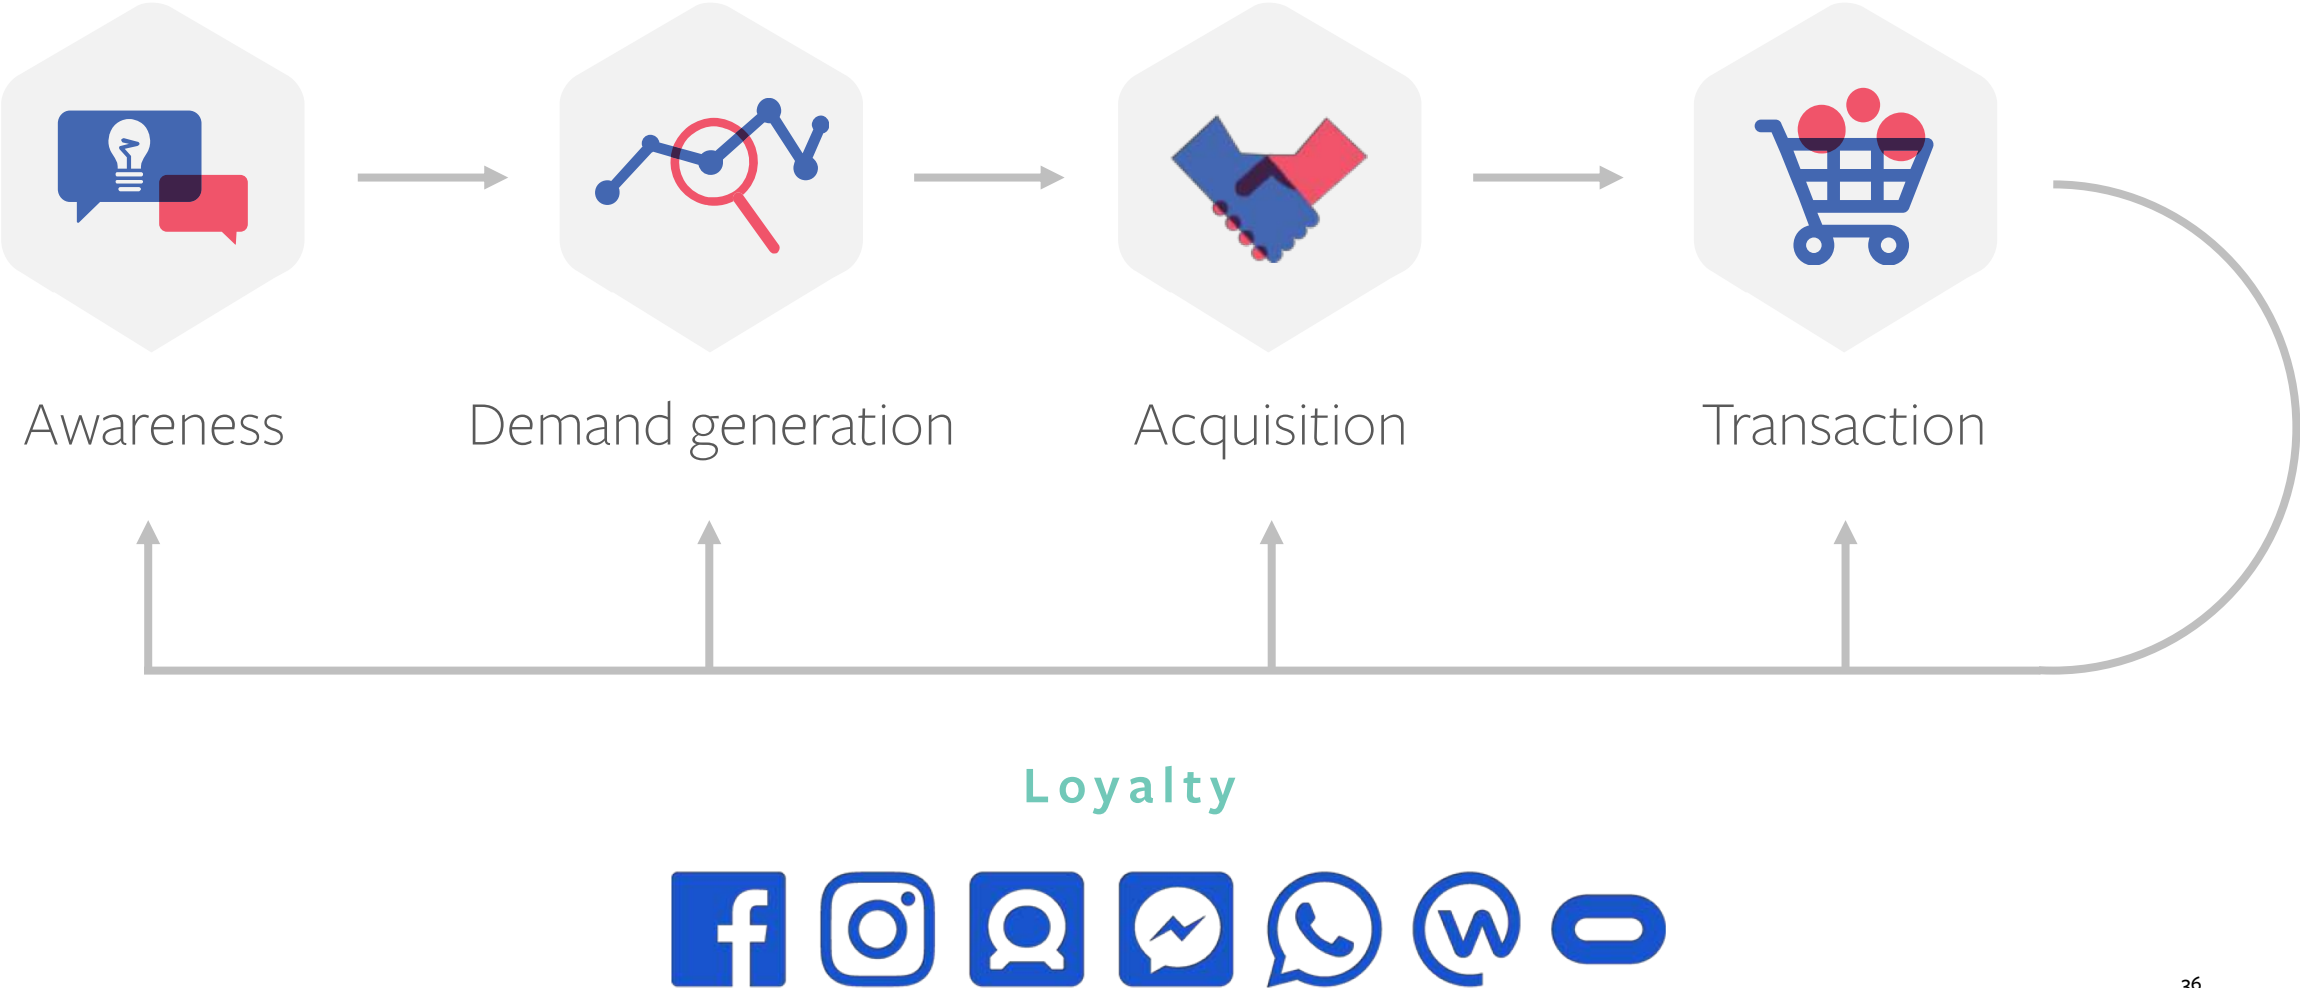 Awareness
Demand generation
Acquisition
Transaction
Loyalty
36